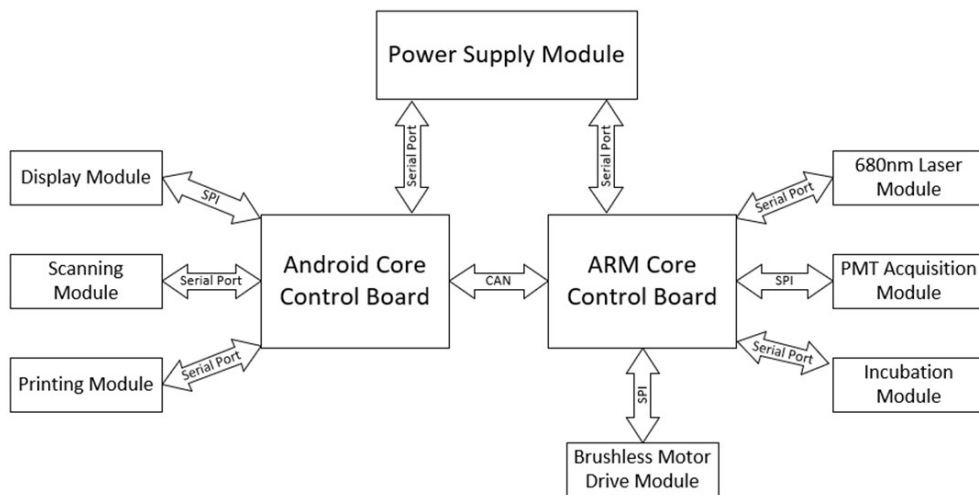 Power Supply Module
Serial Port
Serial Port
Display Module
SPI
680nm Laser
Module
Serial Port
Scanning
Module
Serial Port
Android Core
Control Board
CAN
ARM Core
Control Board
SPI
PMT Acquisition
Module
Printing Module
Serial Port
Serial Port
Incubation
Module
SPI
Brushless Motor
Drive Module